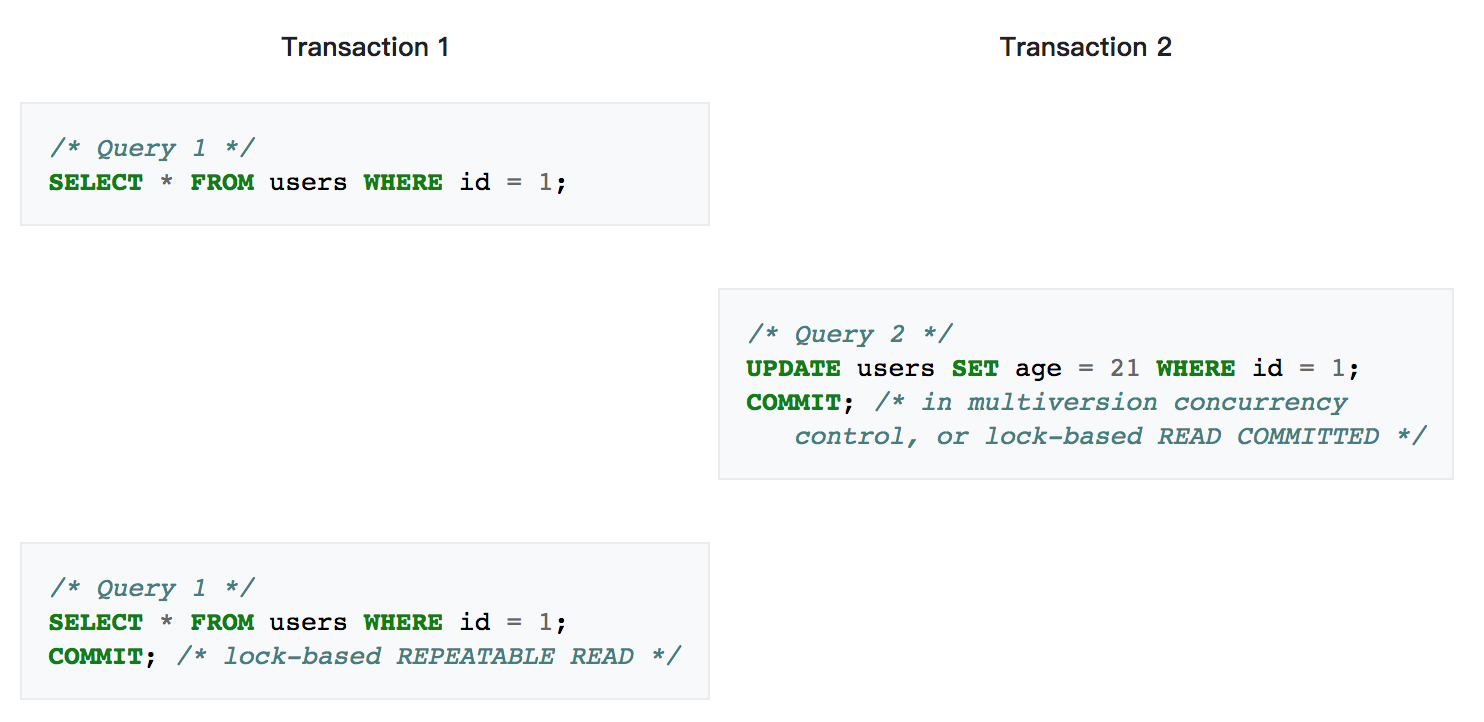 Transaction 1
Transaction 2
/* Query 1 */
SELECT * FROM users WHERE id = 1;
/* Query 2 */
UPDATE users SET age = 21 WHERE id = 1;
COMMIT; /* in multiversion concurrency
control, or lock-based READ COMMITTED */
/* Query 1 */
SELECT * FROM users WHERE id = 1;
COMMIT; /* lock-based REPEATABLE READ */